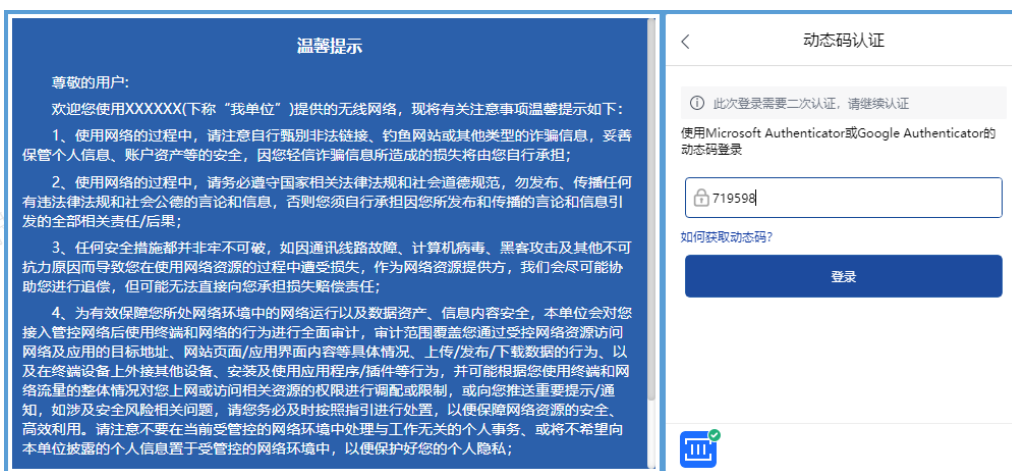 温馨提示
尊敬的用户:
欢迎您使用XXXXXX(下称“我单位”)提供的无线网络，现将有关注意事项温馨提示如下：
1、使用网络的过程中，请注意自行甄别非法链接、钓鱼网站或其他类型的诈骗信息，妥善
保管个人信息、账户资产等的安全，因您轻信诈骗信息所造成的损失将由您自行承担；
2、使用网络的过程中，请务必遵守国家相关法律法规和社会道德规范，勿发布、传播任何
有违法律法规和社会公德的言论和信息，否则您须自行承担因您所发布和传播的言论和信息引
发的全部相关责任/后果；
3、任何安全措施都并非牢不可破，如因通讯线路故障、计算机病毒、黑客攻击及其他不可
抗力原因而导致您在使用网络资源的过程中遭受损失，作为网络资源提供方，我们会尽可能协
助您进行追偿，但可能无法直接向您承担损失赔偿责任；
4、为有效保障您所处网络环境中的网络运行以及数据资产、信息内容安全，本单位会对您
接入管控网络后使用终端和网络的行为进行全面审计，审计范围覆盖您通过受控网络资源访问
网络及应用的目标地址、网站页面/应用界面内容等具体情况、上传/发布/下载数据的行为、以
及在终端设备上外接其他设备、安装及使用应用程序/插件等行为，并可能根据您使用终端和网
络流量的整体情况对您上网或访问相关资源的权限进行调配或限制，或向您推送重要提示/通
知，如涉及安全风险相关问题，请您务必及时按照指引进行处置，以便保障网络资源的安全、
高效利用。请注意不要在当前受管控的网络环境中处理与工作无关的个人事务、或将不希望向
本单位披露的个人信息置于受管控的网络环境中，以便保护好您的个人隐私；
动态码认证
此次登录需要二次认证，请继续认证
使用Microsoft Authenticator或Google Authenticator的
动态码登录
719598
如何获取动态码?
登录